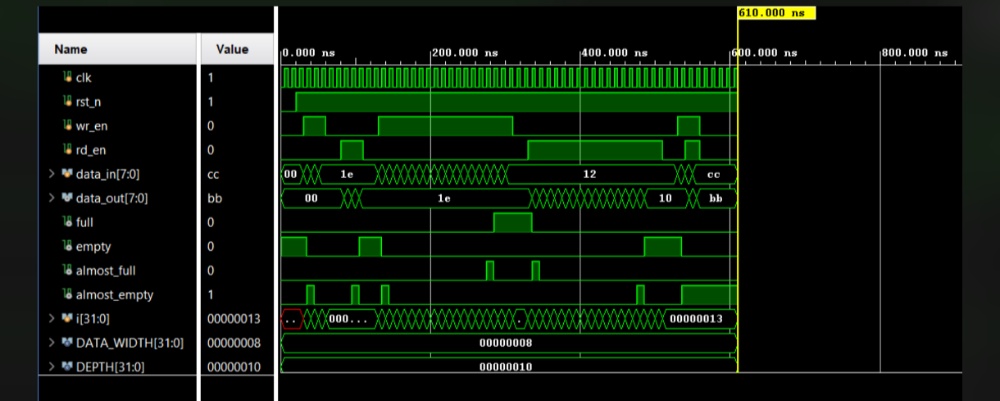 610.000 ns
Name Value
0.000 ns 200.000 ns 400.000 ns 600.000 ns 800.000 ns
clk 1
rst_n 1
wr_en 0
rd_en 0
data_in[7:0] cc 00 1e 12 cc
data_out[7:0] bb 00 1e 10 bb
full 0
empty 0
almost_full 0
almost_empty 1
i[31:0] 00000013 .. 000... . 00000013
DATA_WIDTH[31:0] 00000008 00000008
DEPTH[31:0] 00000010 00000010